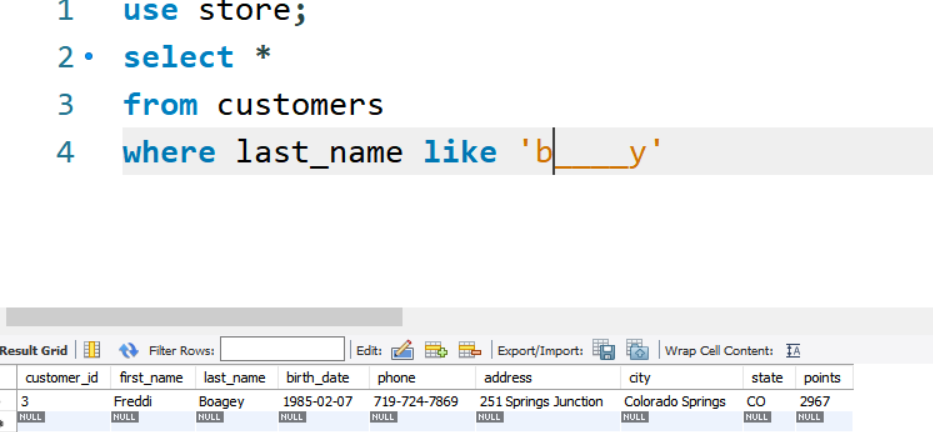 1 use store;
2 select *
3 from customers
4 where last_name like 'b____y'
Result Grid Filter Rows: Edit: Export/Import: Wrap Cell Content: IA
customer_id first_name last_name birth_date phone address city state points
3 Freddi Boagey 1985-02-07 719-724-7869 251 Springs Junction Colorado Springs CO 2967
NULL NULL NULL NULL NULL NULL NULL NULL NULL